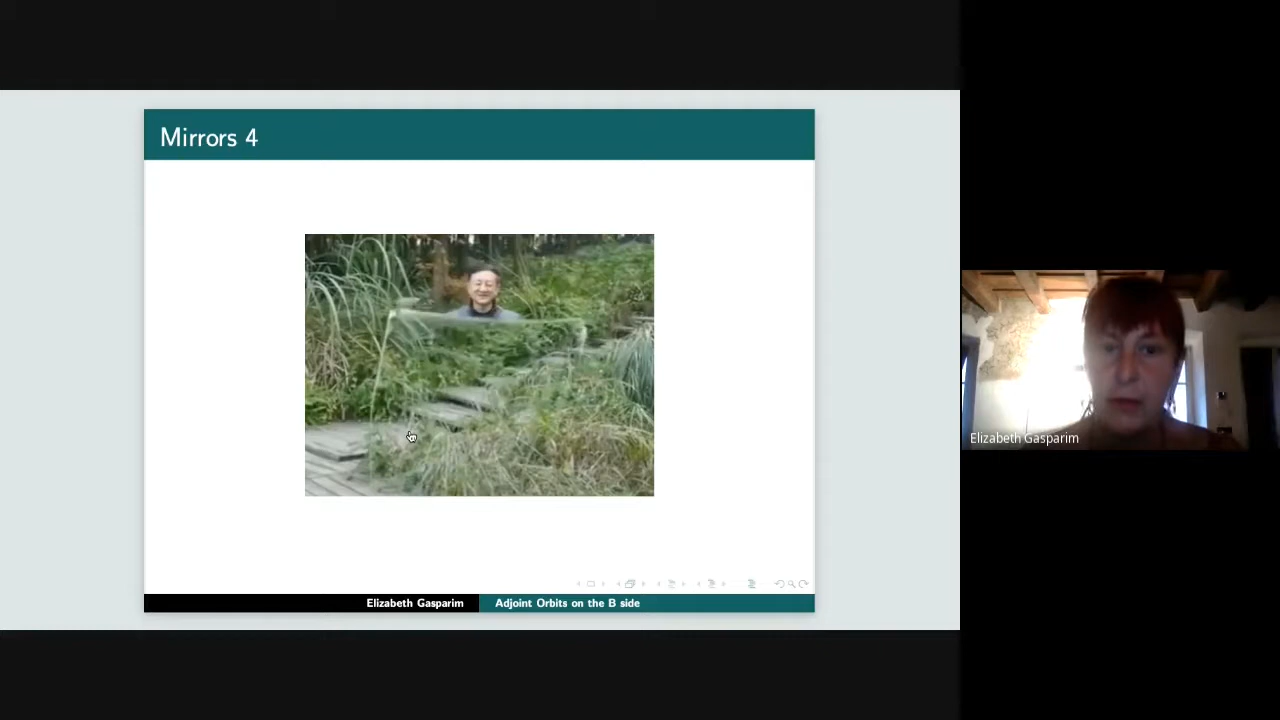 Mirrors 4
Elizabeth Gasparim
Elizabeth Gasparim
Adjoint Orbits on the B side